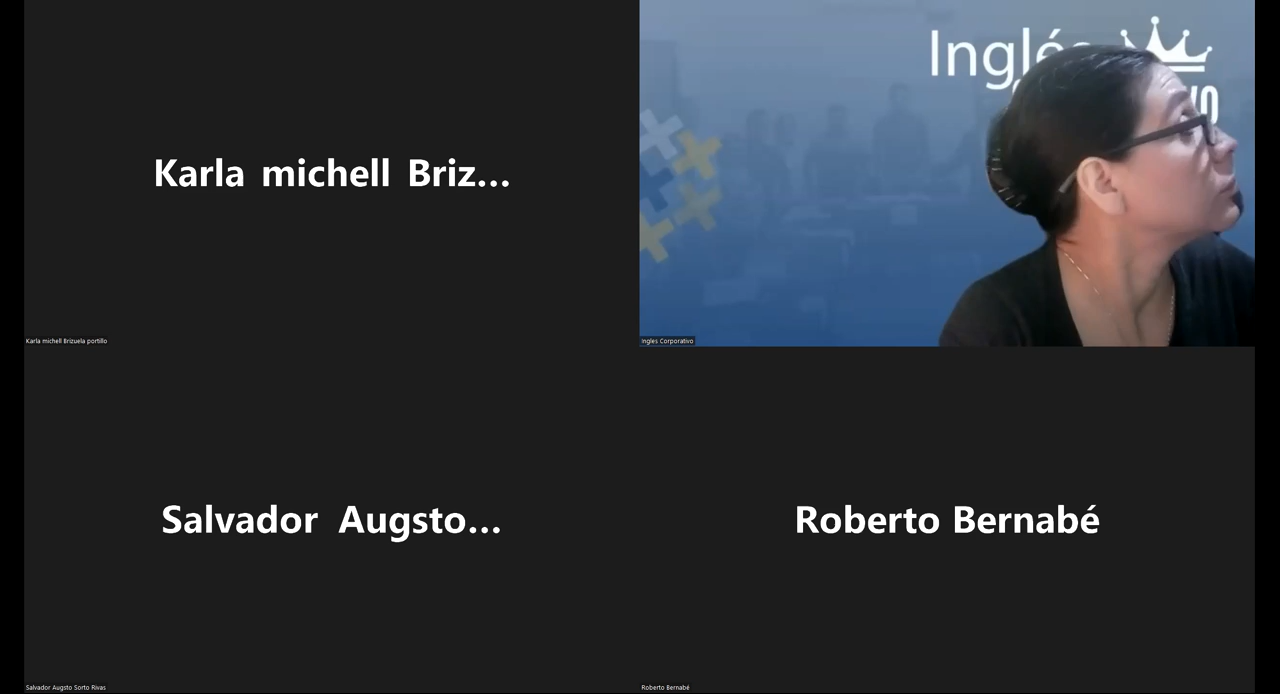 Karla michell Briz...
Karla michell Brizuela portillo
Inglés
Ingles Corporativo
Salvador Augsto...
Salvador Augsto Sorto Rivas
Roberto Bernabé
Roberto Bernabé